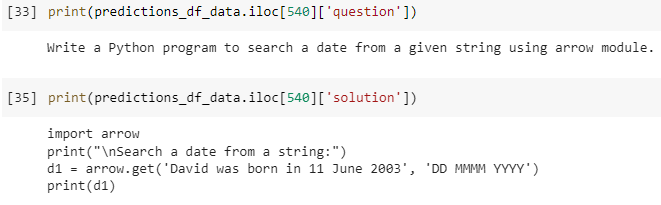 [33] print(predictions_df_data.iloc[540]['question'])
Write a Python program to search a date from a given string using arrow module.
[35] print(predictions_df_data.iloc[540]['solution'])
import arrow
print("\nSearch a date from a string:")
d1 = arrow.get('David was born in 11 June 2003', 'DD MMMM YYYY')
print(d1)